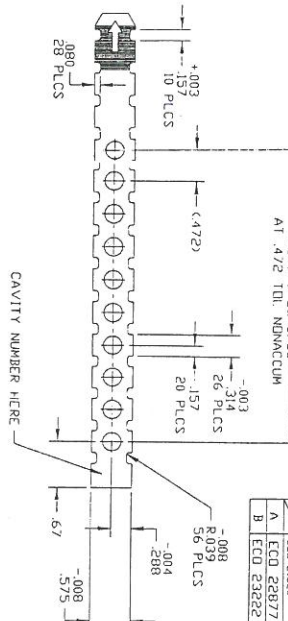 AT .472 TOL NONACCUM
A ECO 22877
B ECO 23222
+.003
.157
10 PLCS
(.472)
-.003
.314
26 PLCS
.157
20 PLCS
.080
28 PLCS
-.008
R.039
56 PLCS
-.004
.288
-.008
.575
.67
CAVITY NUMBER HERE